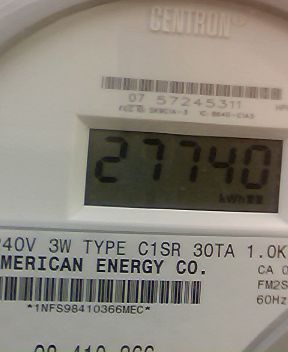 CENTRON®
07 57245311
27740
kWh
240V 3W TYPE C1SR 30TA 1.0K
AMERICAN ENERGY CO.
CA 0
FM2S
60Hz
*1NFS98410366MEC*